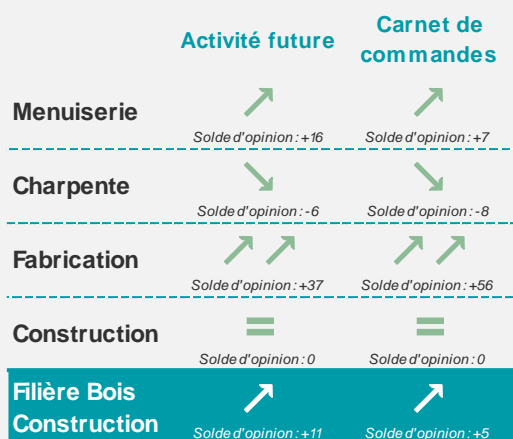 Activité future
Carnet de
commandes
Menuiserie
Solde d'opinion : +16
Solde d'opinion : +7
Charpente
Solde d'opinion : -6
Solde d'opinion : -8
Fabrication
Solde d'opinion : +37
Solde d'opinion : +56
Construction
=
=
Solde d'opinion : 0
Solde d'opinion : 0
Filière Bois
Construction
Solde d'opinion : +11
Solde d'opinion : +5